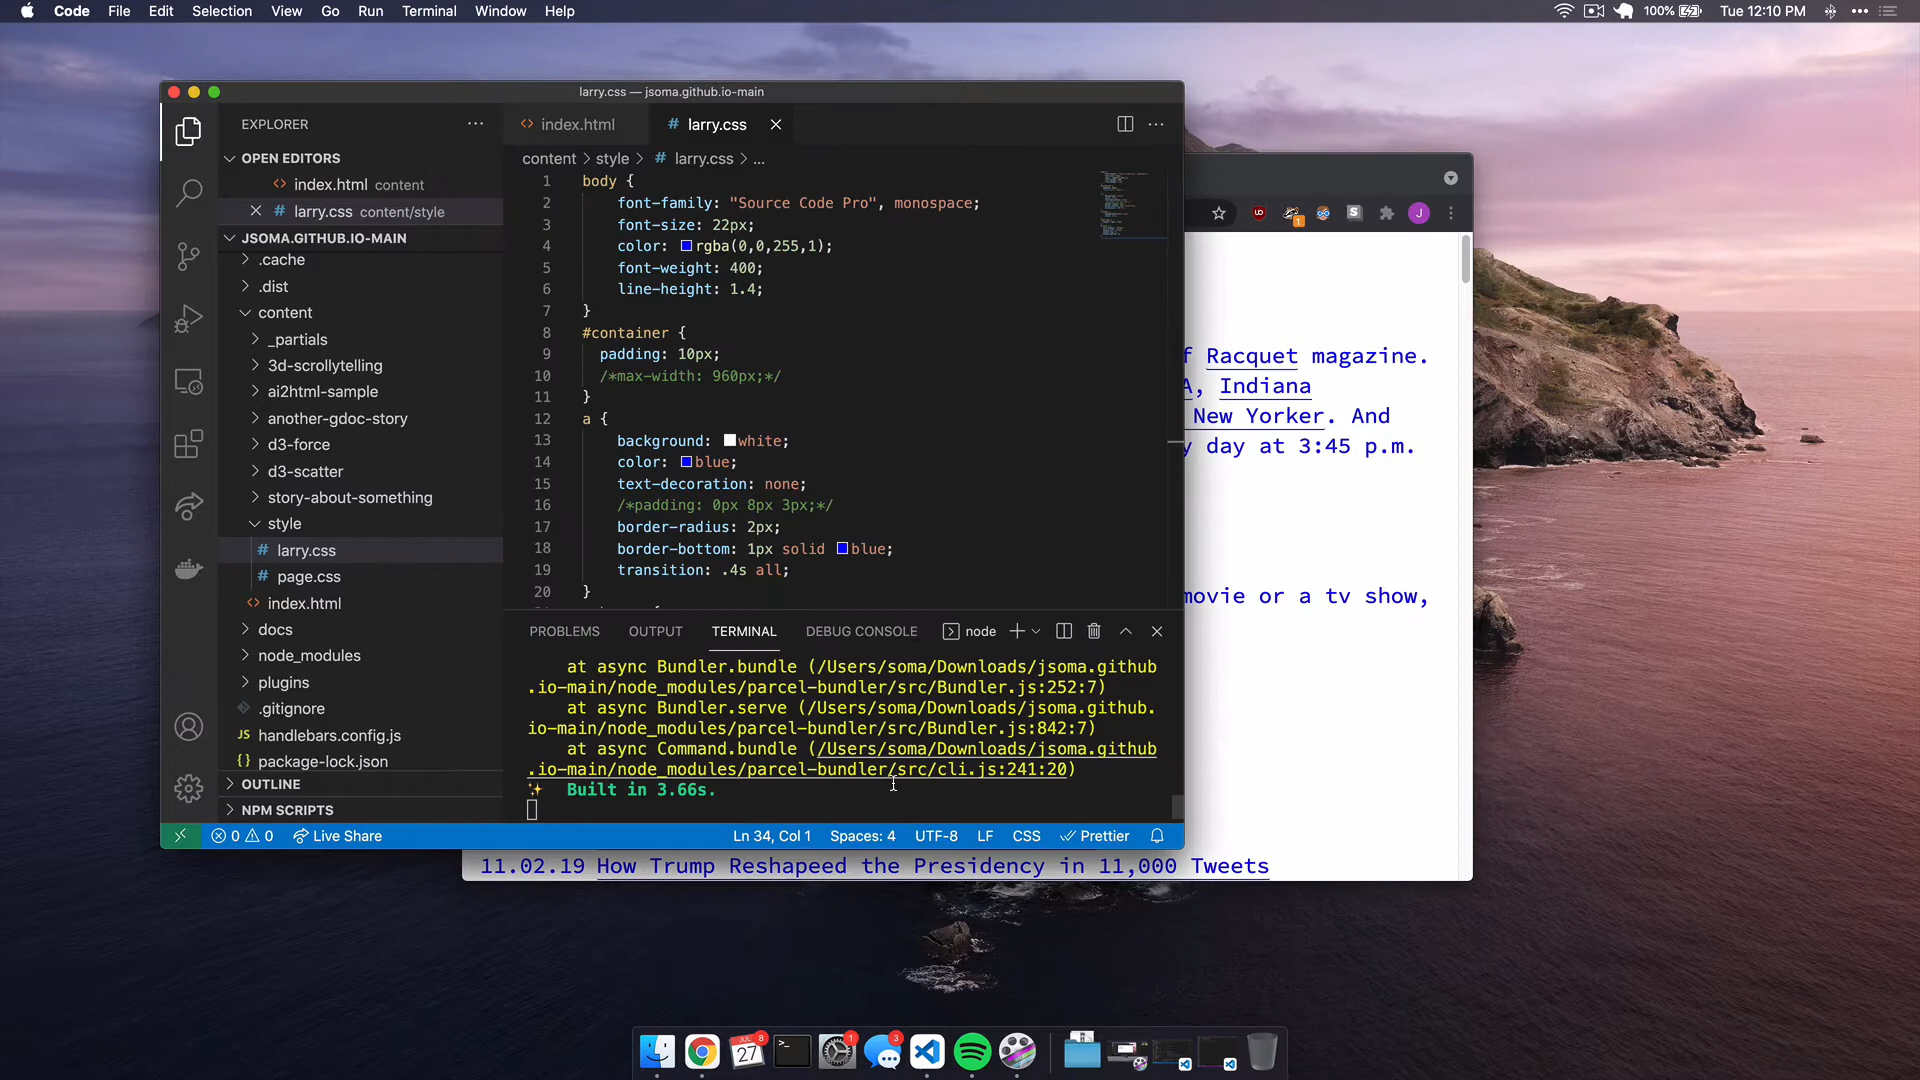 Code File Edit Selection View Go Run Terminal Window Help
100% Tue 12:10 PM
larry.css — jsoma.github.io-main
EXPLORER
OPEN EDITORS
index.html content
larry.css content/style
JSOMA.GITHUB.IO-MAIN
.cache
.dist
content
_partials
3d-scrollytelling
ai2html-sample
another-gdoc-story
d3-force
d3-scatter
story-about-something
style
# larry.css
# page.css
index.html
docs
node_modules
plugins
.gitignore
JS handlebars.config.js
{} package-lock.json
OUTLINE
NPM SCRIPTS
index.html # larry.css
content > style > # larry.css > ...
1 body {
2 font-family: "Source Code Pro", monospace;
3 font-size: 22px;
4 color: rgba(0,0,255,1);
5 font-weight: 400;
6 line-height: 1.4;
7 }
8 #container {
9 padding: 10px;
10 /*max-width: 960px;*/
11 }
12 a {
13 background: white;
14 color: blue;
15 text-decoration: none;
16 /*padding: 0px 8px 3px;*/
17 border-radius: 2px;
18 border-bottom: 1px solid blue;
19 transition: .4s all;
20 }
PROBLEMS OUTPUT TERMINAL DEBUG CONSOLE node
at async Bundler.bundle (/Users/soma/Downloads/jsoma.github
.io-main/node_modules/parcel-bundler/src/Bundler.js:252:7)
at async Bundler.serve (/Users/soma/Downloads/jsoma.github.
io-main/node_modules/parcel-bundler/src/Bundler.js:842:7)
at async Command.bundle (/Users/soma/Downloads/jsoma.github
.io-main/node_modules/parcel-bundler/src/cli.js:241:20)
✨ Built in 3.66s.
0 0 Live Share Ln 34, Col 1 Spaces: 4 UTF-8 LF CSS Prettier
J
f Racquet magazine.
A, Indiana
New Yorker. And
y day at 3:45 p.m.
movie or a tv show,
11.02.19 How Trump Reshapeed the Presidency in 11,000 Tweets
JUL 27 8
1
3